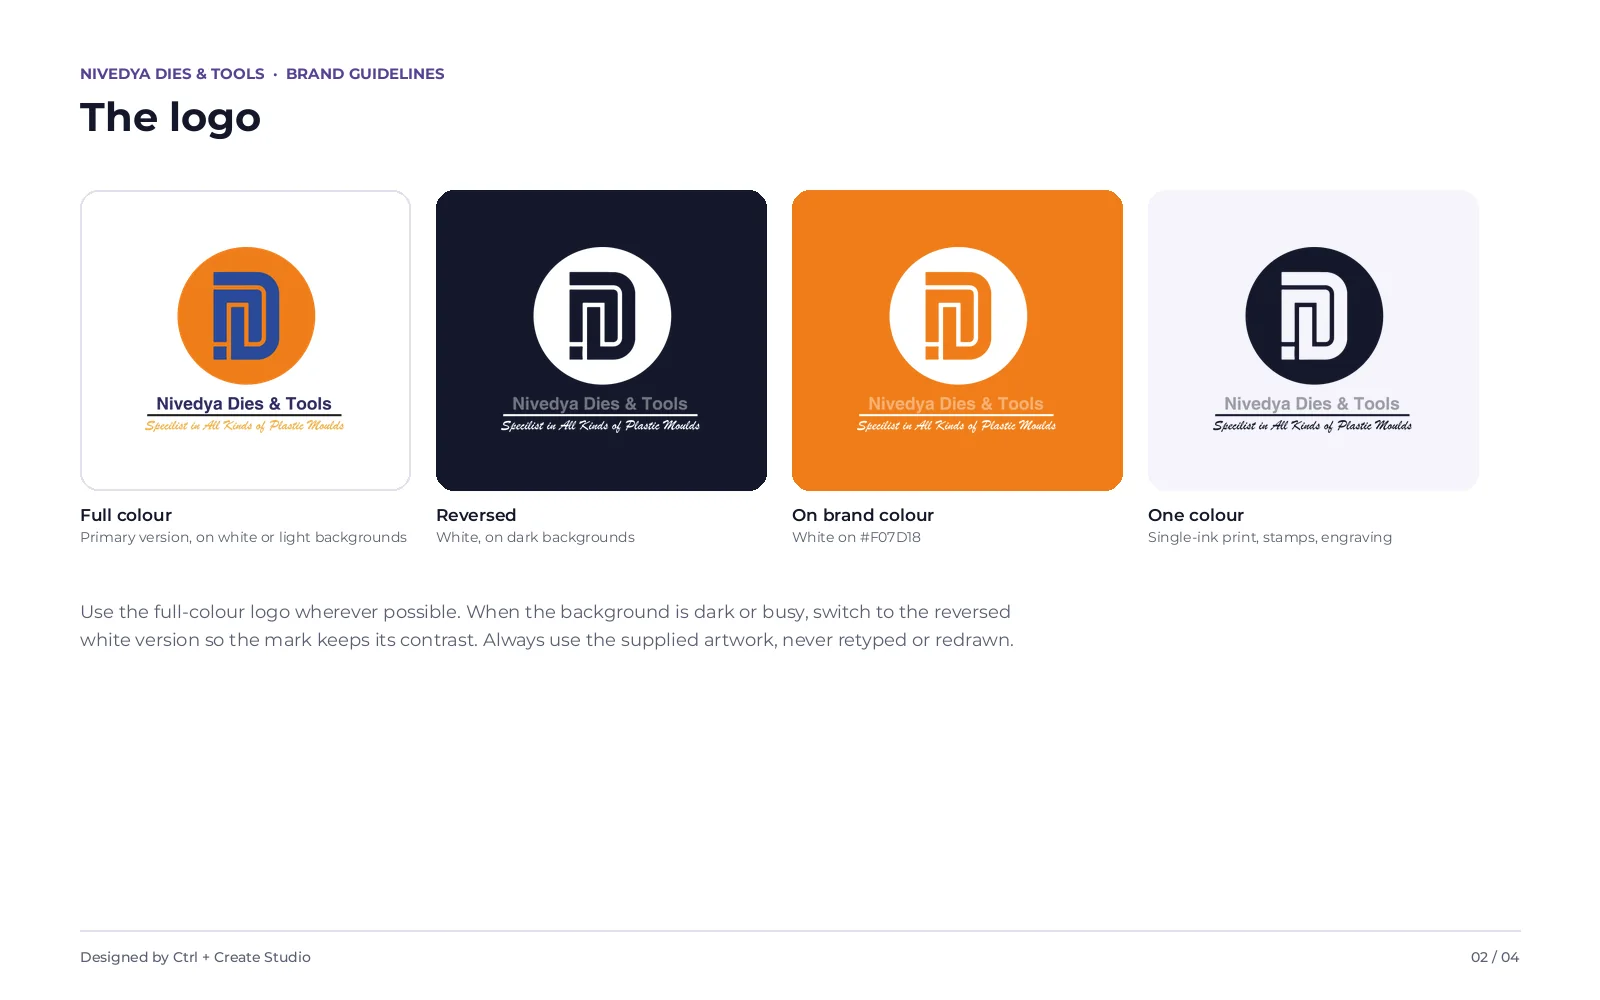 NIVEDYA DIES & TOOLS · BRAND GUIDELINES
The logo
Nivedya Dies & Tools
Specilist in All Kinds of Plastic Moulds
Nivedya Dies & Tools
Specilist in All Kinds of Plastic Moulds
Nivedya Dies & Tools
Specilist in All Kinds of Plastic Moulds
Nivedya Dies & Tools
Specilist in All Kinds of Plastic Moulds
Full colour
Primary version, on white or light backgrounds
Reversed
White, on dark backgrounds
On brand colour
White on #F07D18
One colour
Single-ink print, stamps, engraving
Use the full-colour logo wherever possible. When the background is dark or busy, switch to the reversed
white version so the mark keeps its contrast. Always use the supplied artwork, never retyped or redrawn.
Designed by Ctrl + Create Studio
02 / 04